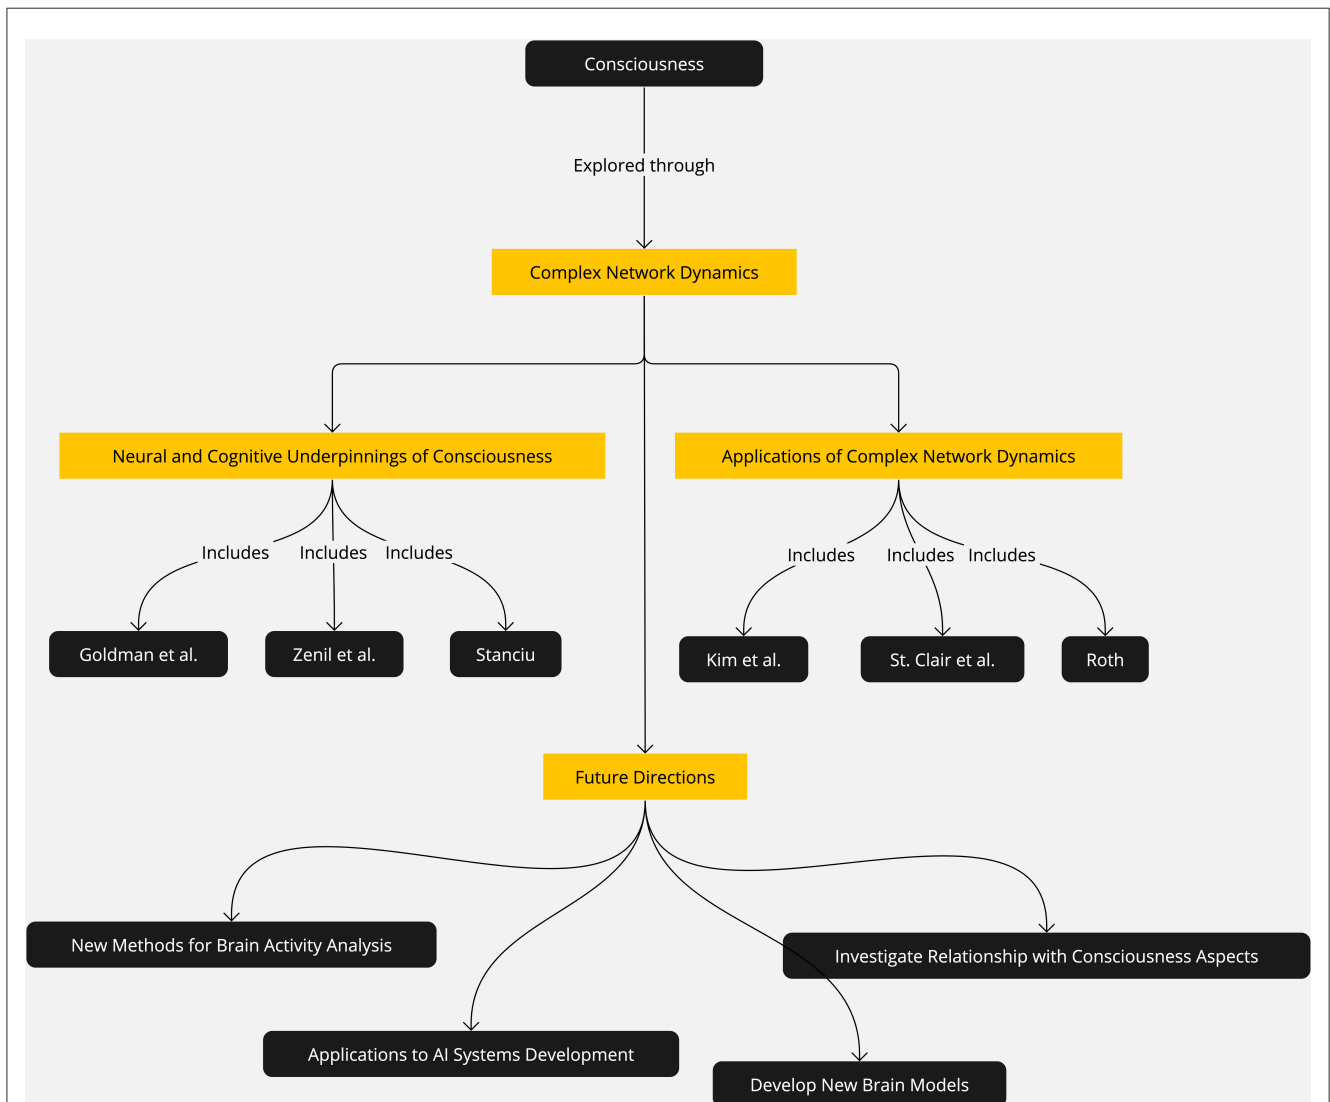 Consciousness
Explored through
Complex Network Dynamics
Neural and Cognitive Underpinnings of Consciousness
Applications of Complex Network Dynamics
Includes
Includes
Includes
Includes
Includes
Includes
Goldman et al.
Zenil et al.
Stanciu
Kim et al.
St. Clair et al.
Roth
Future Directions
New Methods for Brain Activity Analysis
Investigate Relationship with Consciousness Aspects
Applications to AI Systems Development
Develop New Brain Models